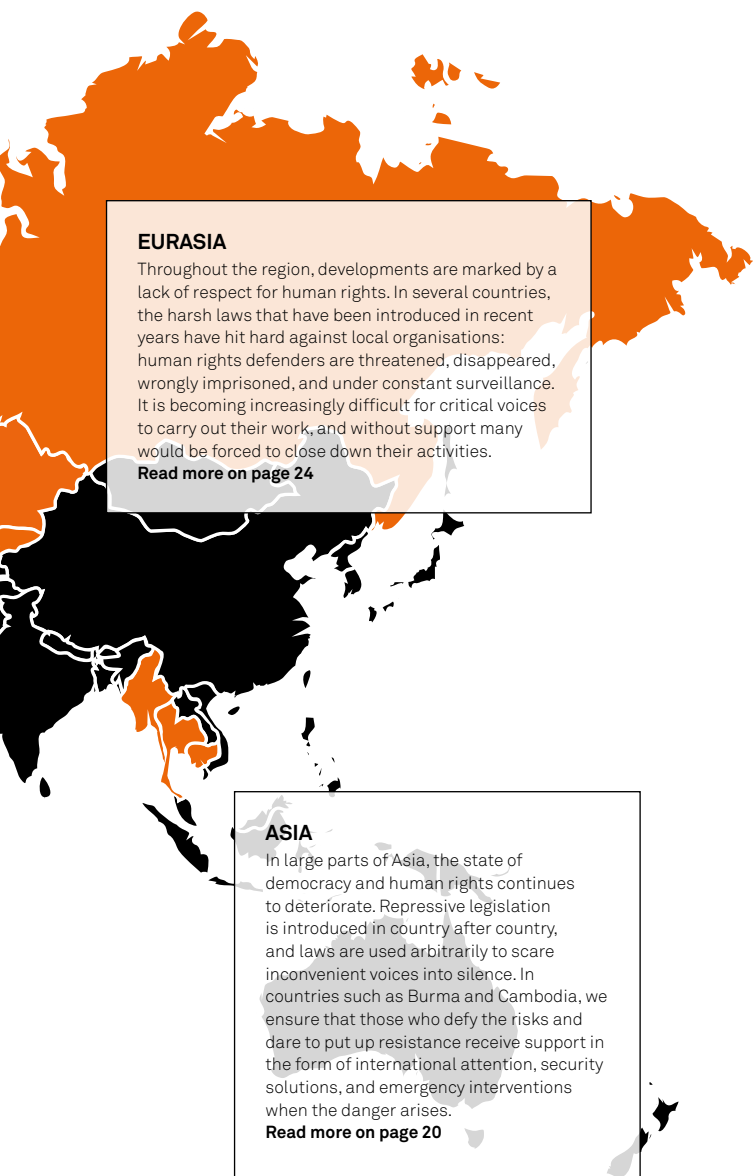 EURASIA
Throughout the region, developments are marked by a
lack of respect for human rights. In several countries,
the harsh laws that have been introduced in recent
years have hit hard against local organisations:
human rights defenders are threatened, disappeared,
wrongly imprisoned, and under constant surveillance.
It is becoming increasingly difficult for critical voices
to carry out their work, and without support many
would be forced to close down their activities.
Read more on page 24
ASIA
In large parts of Asia, the state of
democracy and human rights continues
to deteriorate. Repressive legislation
is introduced in country after country,
and laws are used arbitrarily to scare
inconvenient voices into silence. In
countries such as Burma and Cambodia, we
ensure that those who defy the risks and
dare to put up resistance receive support in
the form of international attention, security
solutions, and emergency interventions
when the danger arises.
Read more on page 20